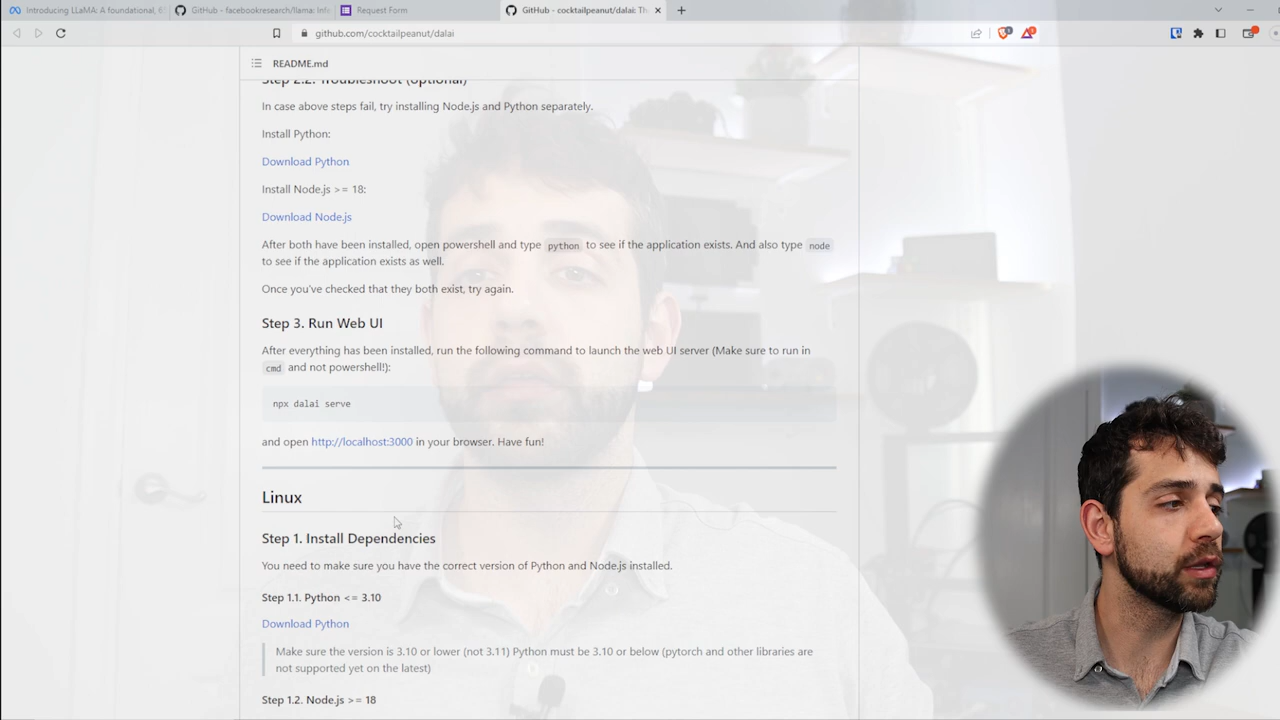 Introducing LLaMA: A foundational, 6
GitHub - facebookresearch/llama: Infe
Request Form
GitHub - cocktailpeanut/dalai: Th
github.com/cocktailpeanut/dalai
README.md
Step 2.2. Troubleshoot (optional)
In case above steps fail, try installing Node.js and Python separately.
Install Python:
Download Python
Install Node.js >= 18:
Download Node.js
After both have been installed, open powershell and type python to see if the application exists. And also type node
to see if the application exists as well.
Once you've checked that they both exist, try again.
Step 3. Run Web UI
After everything has been installed, run the following command to launch the web UI server (Make sure to run in
cmd and not powershell!):
npx dalai serve
and open http://localhost:3000 in your browser. Have fun!
Linux
Step 1. Install Dependencies
You need to make sure you have the correct version of Python and Node.js installed.
Step 1.1. Python <= 3.10
Download Python
Make sure the version is 3.10 or lower (not 3.11) Python must be 3.10 or below (pytorch and other libraries are
not supported yet on the latest)
Step 1.2. Node.js >= 18